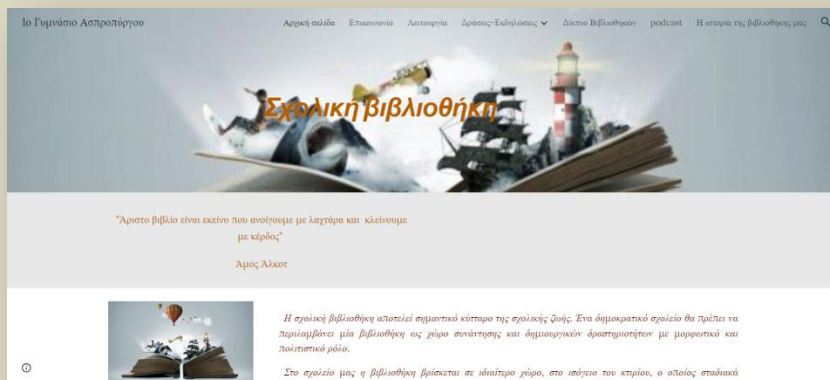 1ο Γυμνάσιο Ασπροπύργου
Αρχική σελίδα Επικοινωνία Λειτουργία Δράσεις-Εκδηλώσεις Δίκτυο Βιβλιοθηκών podcast Η ιστορία της βιβλιοθήκης μας
Σχολική βιβλιοθήκη
"Άριστο βιβλίο είναι εκείνο που ανοίγουμε με λαχτάρα και κλείνουμε
με κέρδος"
Άμος Άλκοτ
Η σχολική βιβλιοθήκη αποτελεί σημαντικό κύτταρο της σχολικής ζωής. Ένα δημοκρατικό σχολείο θα πρέπει να
περιλαμβάνει μία βιβλιοθήκη ως χώρο συνάντησης και δημιουργικών δραστηριοτήτων με μορφωτικό και
πολιτιστικό ρόλο.
Στο σχολείο μας η βιβλιοθήκη βρίσκεται σε ιδιαίτερο χώρο, στο ισόγειο του κτιρίου, ο οποίος σταδιακά